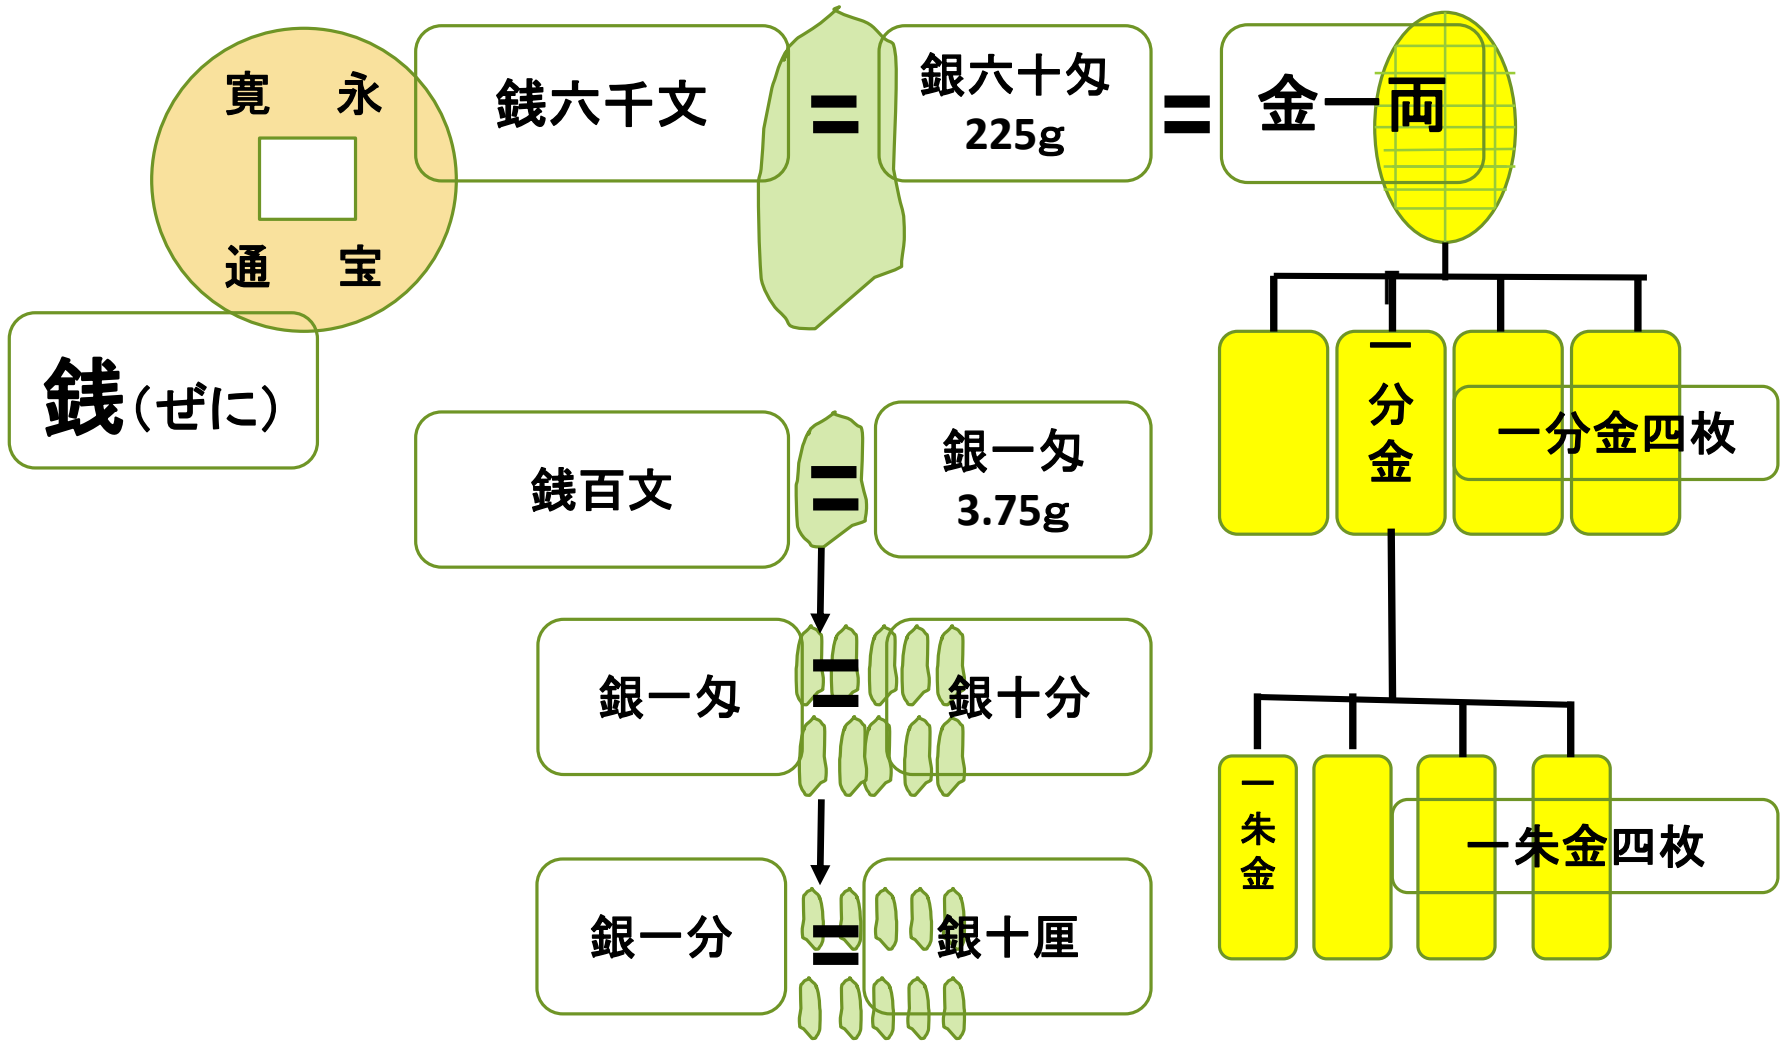 寛 永
通 宝
銭(ぜに)
銭六千文
=
銀六十匁
225g
=
金一両
銭百文
=
銀一匁
3.75g
銀一匁
=
銀十分
銀一分
=
銀十厘
一分金
一分金四枚
一朱金
一朱金四枚